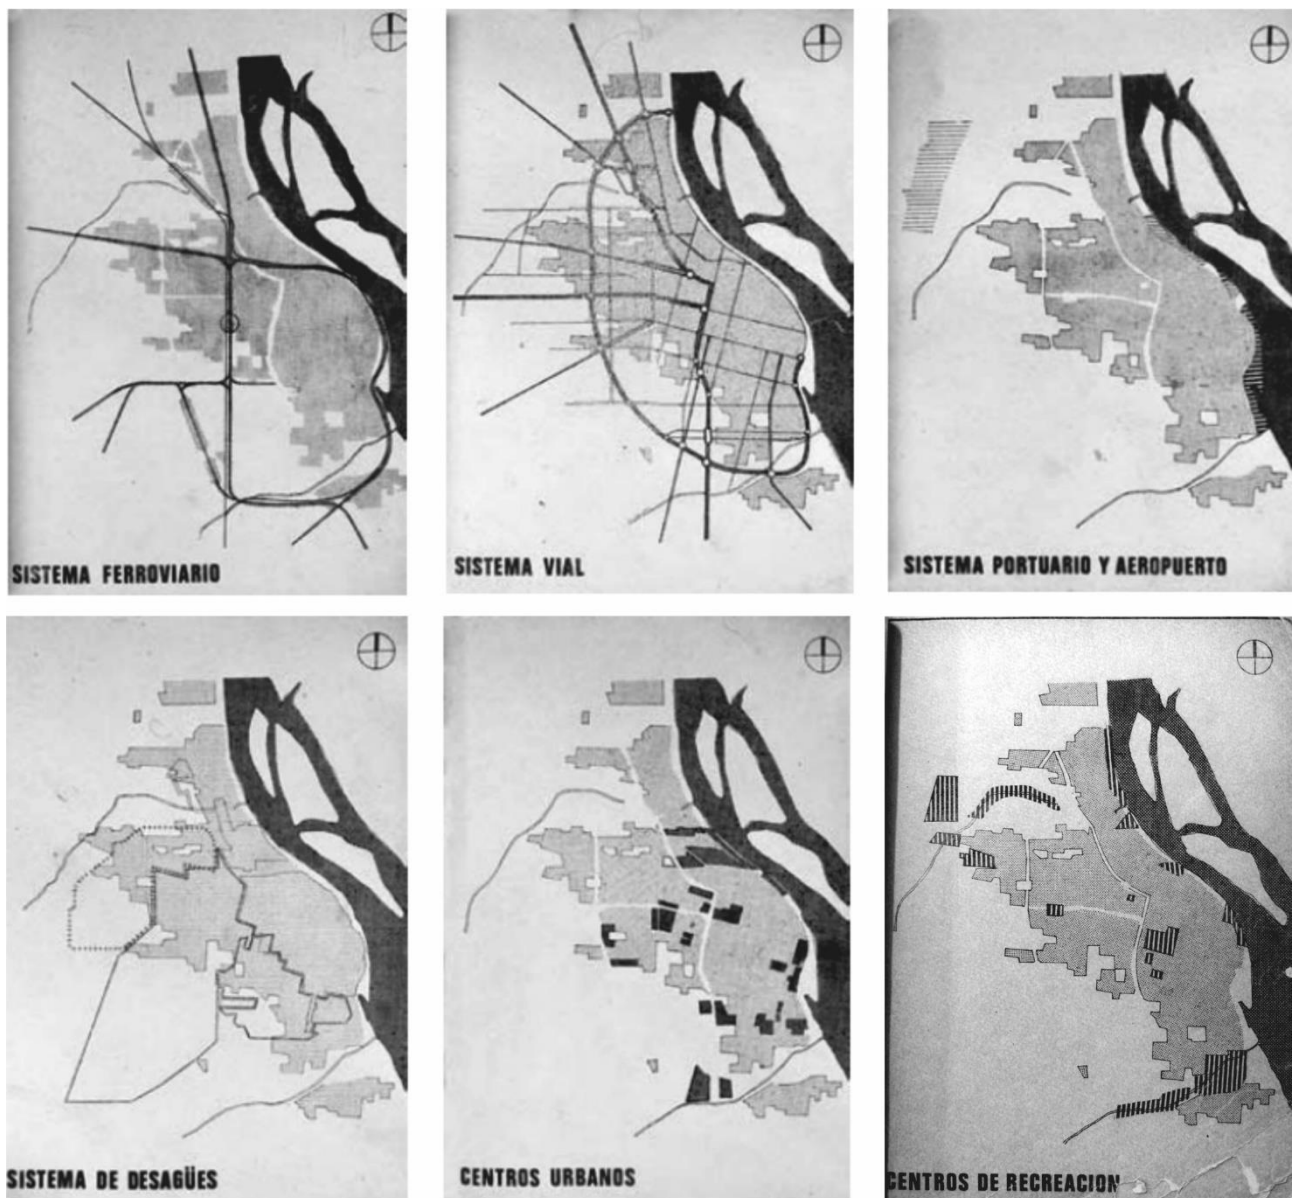 SISTEMA FERROVIARIO
SISTEMA VIAL
SISTEMA PORTUARIO Y AEROPUERTO
SISTEMA DE DESAGÜES
CENTROS URBANOS
CENTROS DE RECREACION